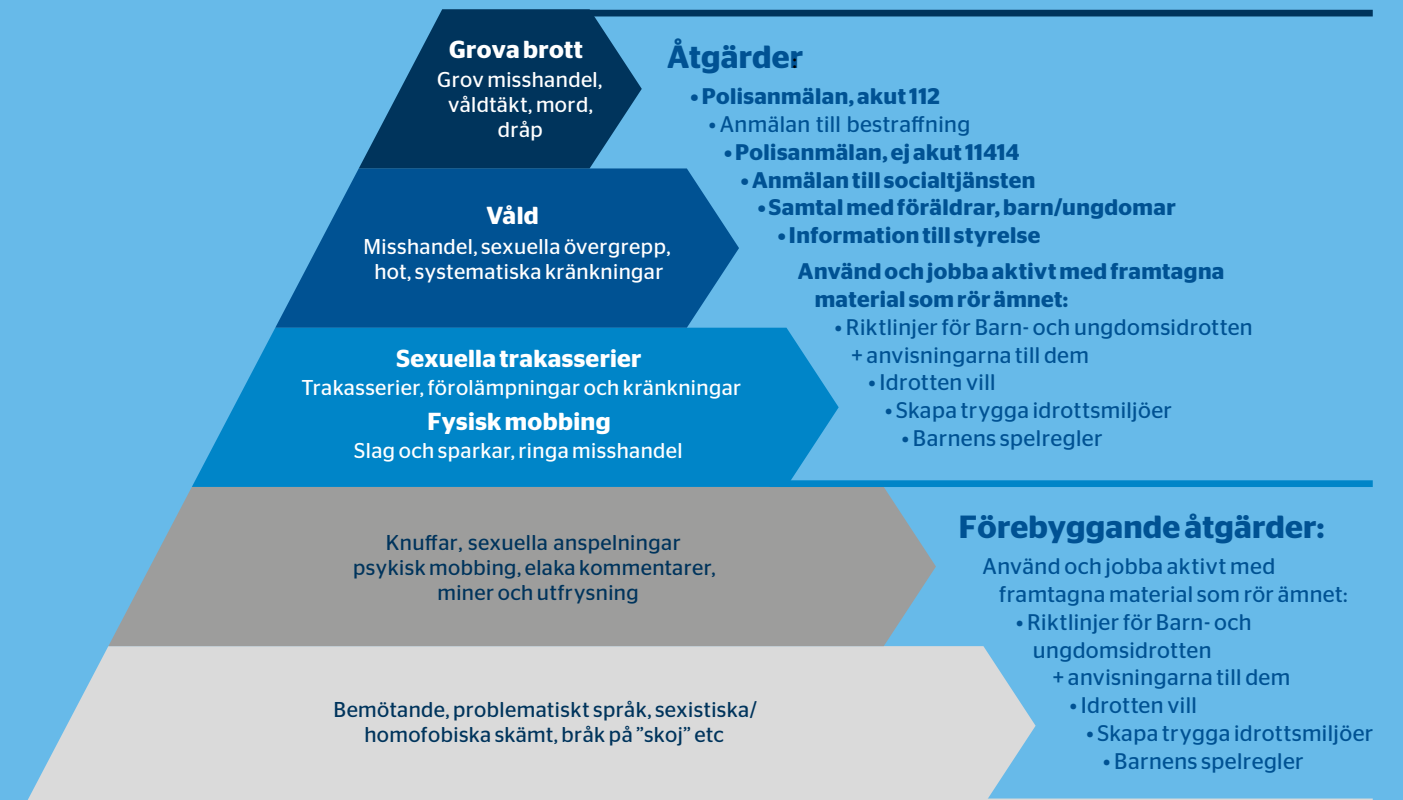 Grova brott
Grov misshandel,
våldtäkt, mord,
dråp
Våld
Misshandel, sexuella övergrepp,
hot, systematiska kränkningar
Sexuella trakasserier
Trakasserier, förolämpningar och kränkningar
Fysisk mobbing
Slag och sparkar, ringa misshandel
Knuffar, sexuella anspelningar
psykisk mobbing, elaka kommentarer,
miner och utfrysning
Bemötande, problematiskt språk, sexistiska/
homofobiska skämt, bråk på ”skoj” etc
Åtgärder:
• Polisanmälan, akut 112
• Anmälan till bestraffning
• Polisanmälan, ej akut 11414
• Anmälan till socialtjänsten
• Samtal med föräldrar, barn/ungdomar
• Information till styrelse
Använd och jobba aktivt med framtagna
material som rör ämnet:
• Riktlinjer för Barn- och ungdomsidrotten
+ anvisningarna till dem
• Idrotten vill
• Skapa trygga idrottsmiljöer
• Barnens spelregler
Förebyggande åtgärder:
Använd och jobba aktivt med
framtagna material som rör ämnet:
• Riktlinjer för Barn- och
ungdomsidrotten
+ anvisningarna till dem
• Idrotten vill
• Skapa trygga idrottsmiljöer
• Barnens spelregler